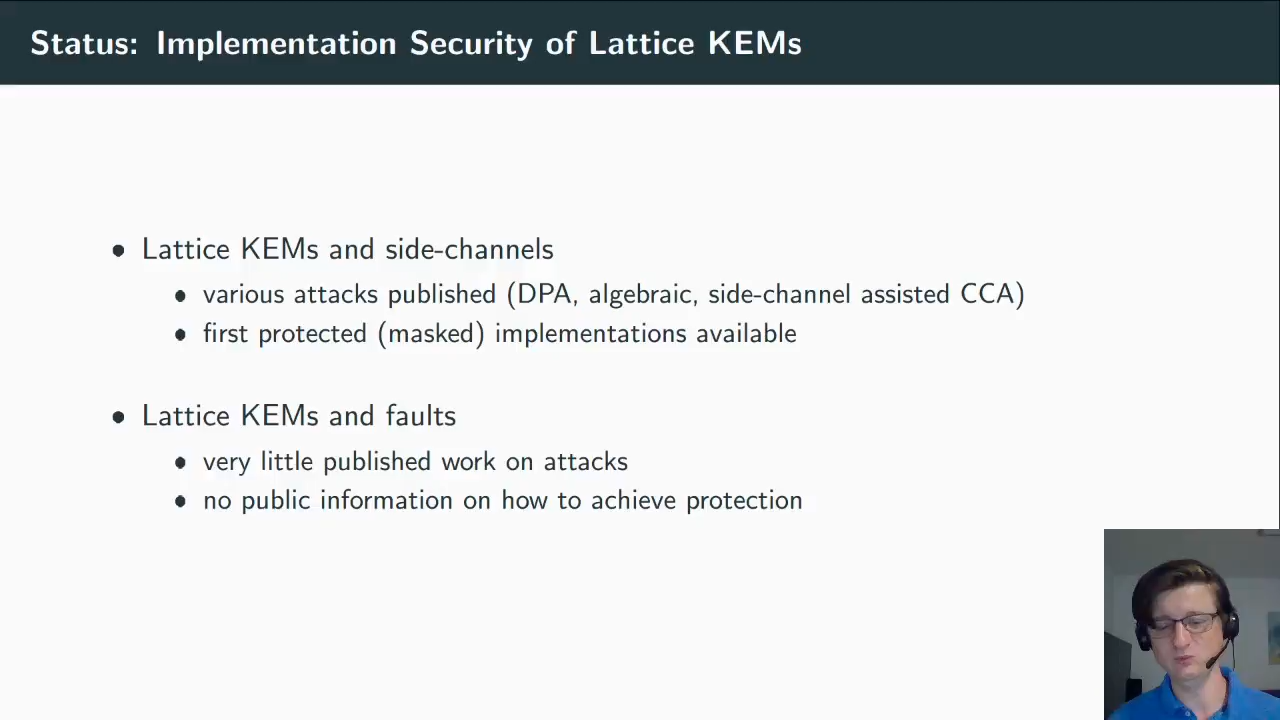 Status: Implementation Security of Lattice KEMs
• Lattice KEMs and side-channels
• various attacks published (DPA, algebraic, side-channel assisted CCA)
• first protected (masked) implementations available
• Lattice KEMs and faults
• very little published work on attacks
• no public information on how to achieve protection